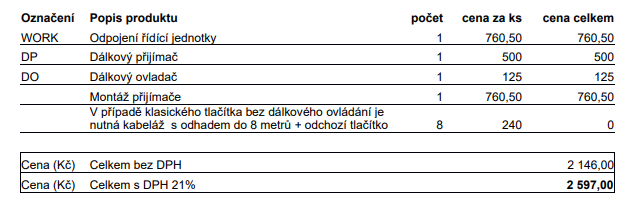 Označení Popis produktu počet cena za ks cena celkem
WORK Odpojení řídící jednotky 1 760,50 760,50
DP Dálkový přijímač 1 500 500
DO Dálkový ovladač 1 125 125
Montáž přijímače 1 760,50 760,50
V případě klasického tlačítka bez dálkového ovládání je
nutná kabeláž s odhadem do 8 metrů + odchozí tlačítko 8 240 0
Cena (Kč) Celkem bez DPH 2 146,00
Cena (Kč) Celkem s DPH 21% 2 597,00